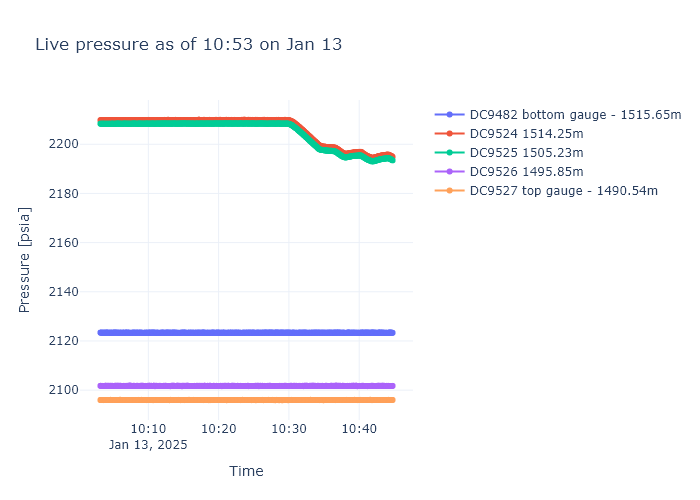 Live pressure as of 10:53 on Jan 13
DC9482 bottom gauge - 1515.65m
DC9524 1514.25m
DC9525 1505.23m
DC9526 1495.85m
DC9527 top gauge - 1490.54m
Pressure [psia]
2200
2180
2160
2140
2120
2100
10:10 10:20 10:30 10:40
Jan 13, 2025
Time